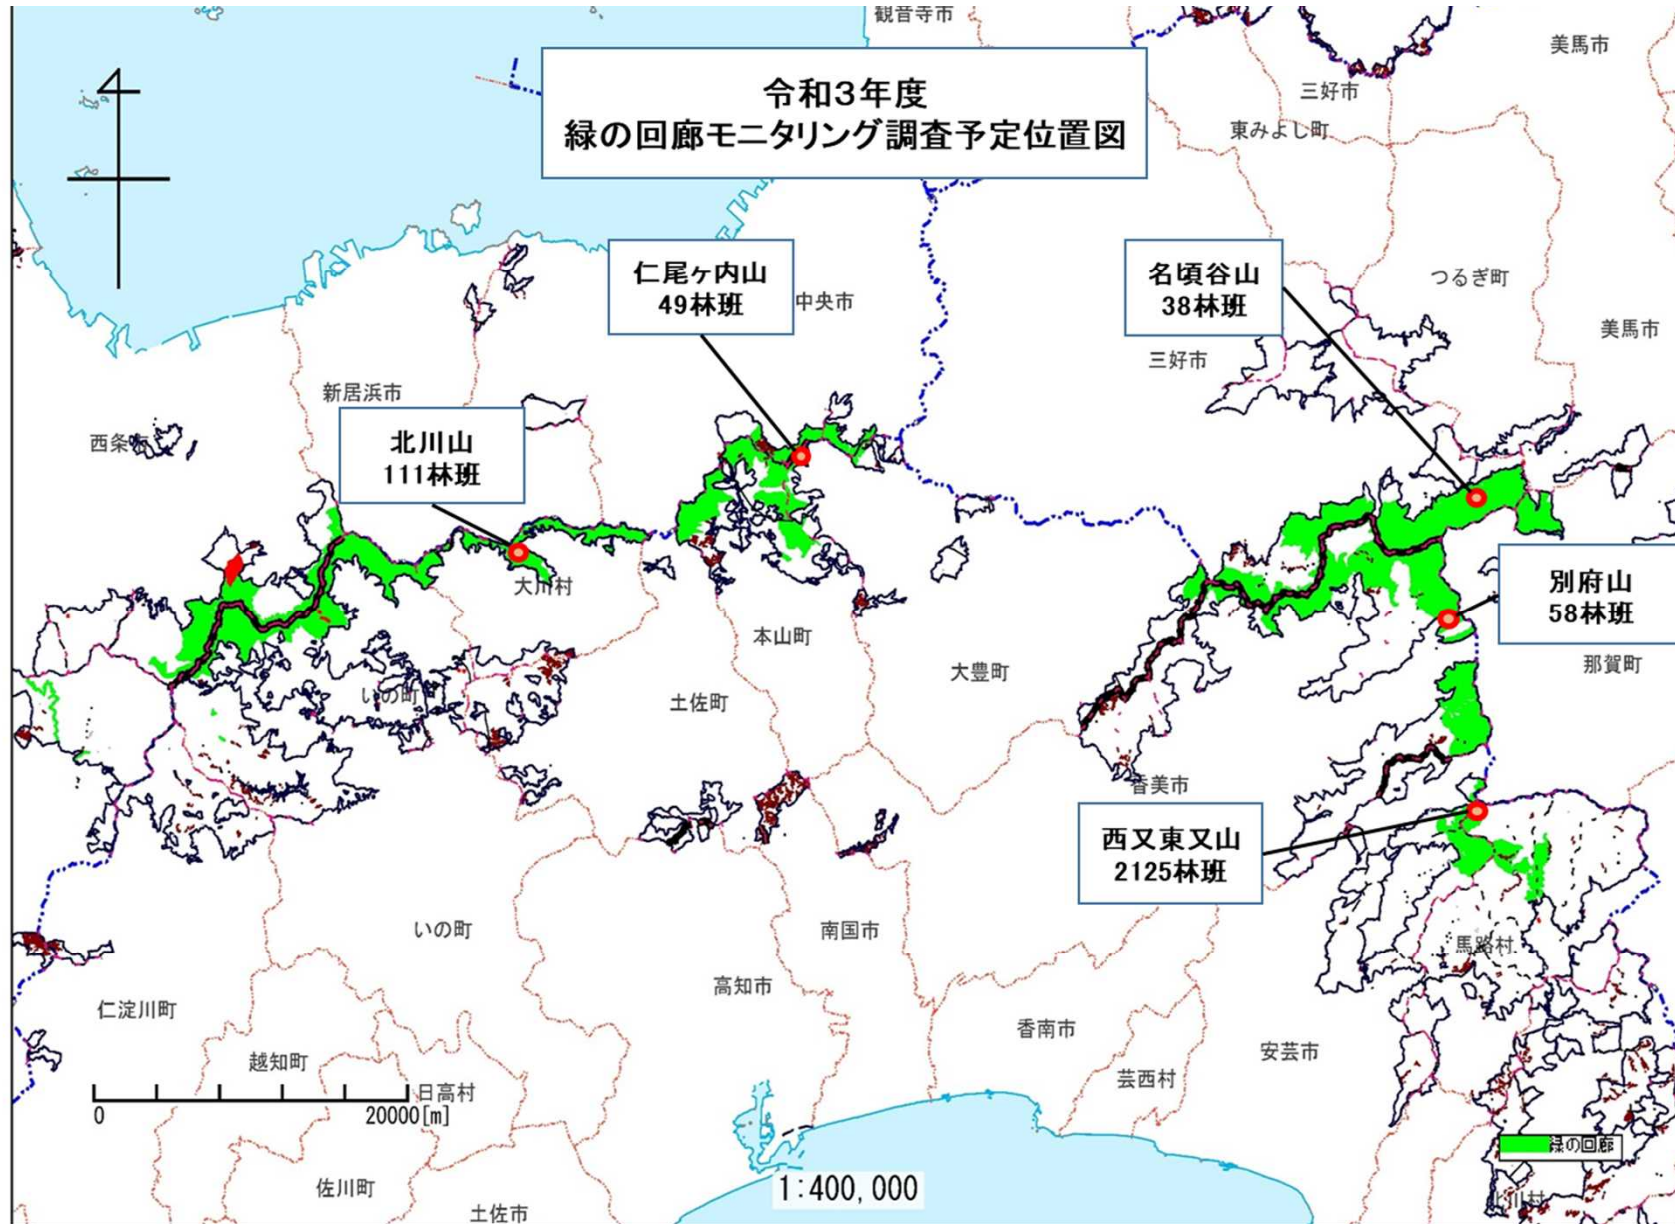 観音寺市
美馬市
令和3年度
緑の回廊モニタリング調査予定位置図
三好市
東みよし町
仁尾ヶ内山
49林班
中央市
名頃谷山
38林班
つるぎ町
美馬市
三好市
新居浜市
西条市
北川山
111林班
大川村
別府山
58林班
本山町
大豊町
那賀町
いの町
土佐町
香美市
西又東又山
2125林班
いの町
南国市
馬路村
高知市
仁淀川町
香南市
安芸市
越知町
芸西村
日高村
0
20000[m]
緑の回廊
佐川町
1:400,000
土佐市
北川村